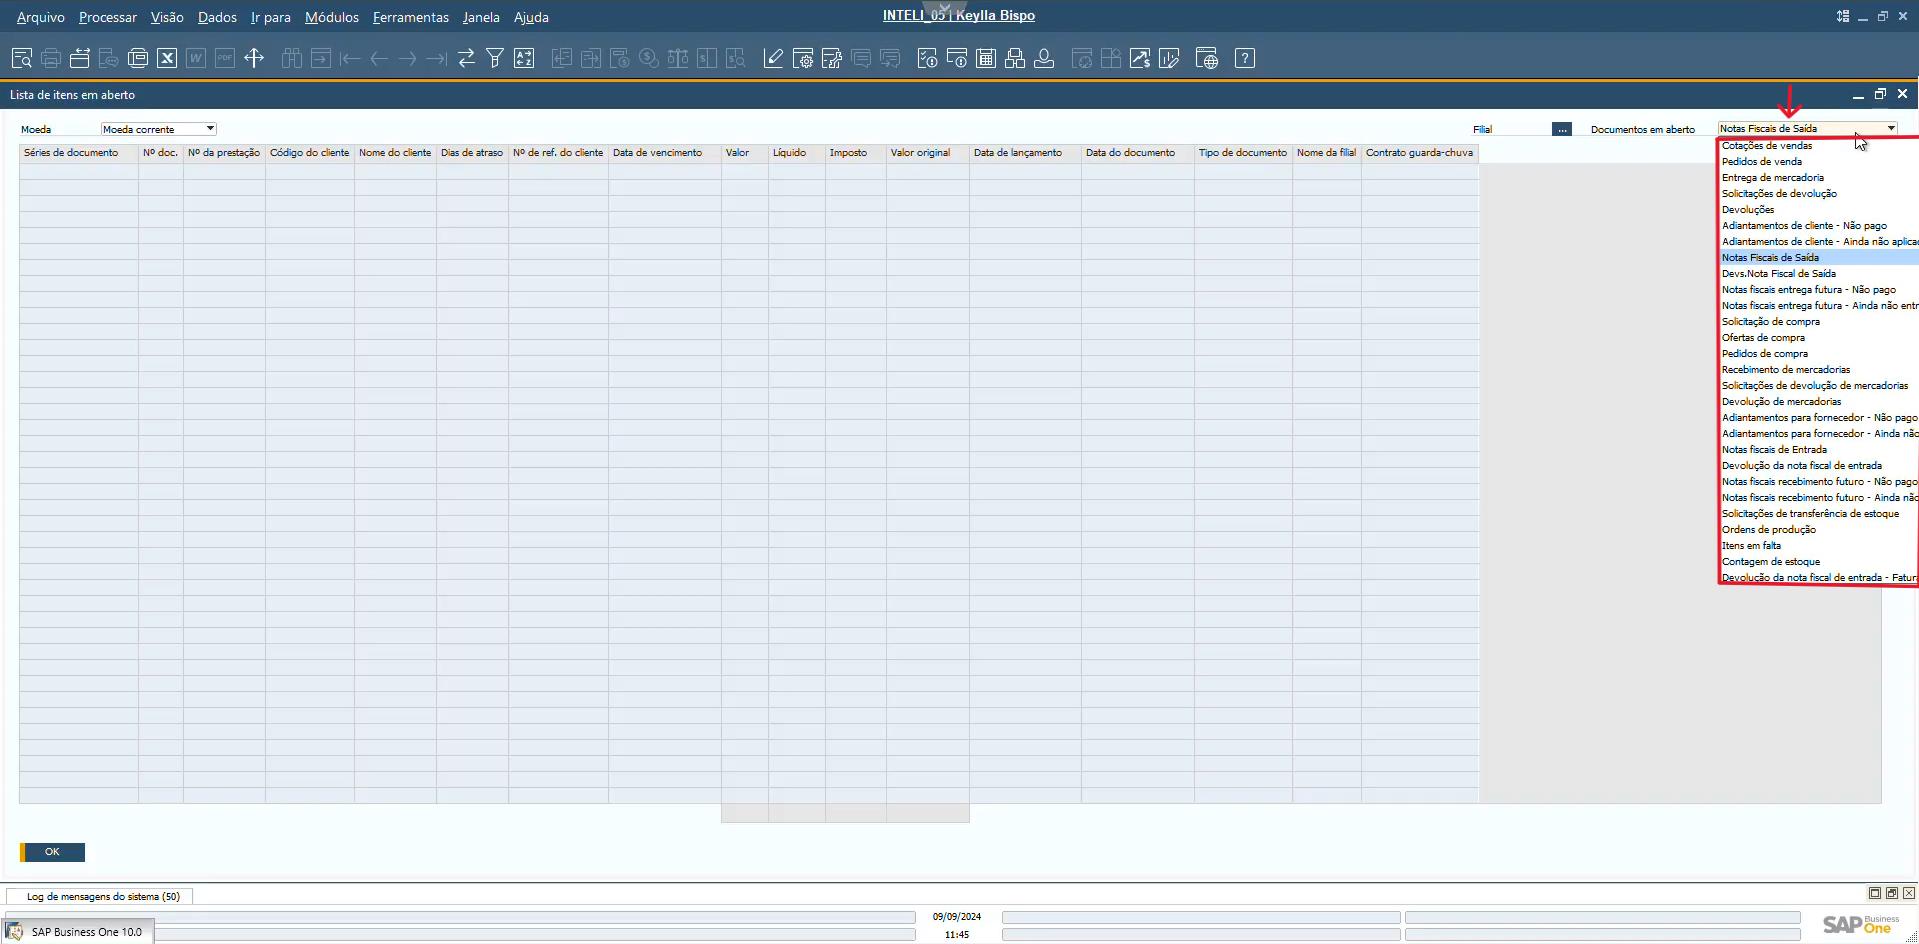 Arquivo Processar Visão Dados Ir para Módulos Ferramentas Janela Ajuda
INTELI_05 | Keylla Bispo
Lista de itens em aberto
Moeda Moeda corrente Filial ... Documentos em aberto Notas Fiscais de Saída
Séries de documento Nº doc. Nº da prestação Código do cliente Nome do cliente Dias de atraso Nº de ref. do cliente Data de vencimento Valor Líquido Imposto Valor original Data de lançamento Data do documento Tipo de documento Nome da filial Contrato guarda-chuva
Cotações de vendas
Pedidos de venda
Entrega de mercadoria
Solicitações de devolução
Devoluções
Adiantamentos de cliente - Não pago
Adiantamentos de cliente - Ainda não aplica
Notas Fiscais de Saída
Devs.Nota Fiscal de Saída
Notas fiscais entrega futura - Não pago
Notas fiscais entrega futura - Ainda não entr
Solicitação de compra
Ofertas de compra
Pedidos de compra
Recebimento de mercadorias
Solicitações de devolução de mercadorias
Devolução de mercadorias
Adiantamentos para fornecedor - Não pago
Adiantamentos para fornecedor - Ainda não
Notas fiscais de Entrada
Devolução da nota fiscal de entrada
Notas fiscais recebimento futuro - Não pago
Notas fiscais recebimento futuro - Ainda não
Solicitações de transferência de estoque
Ordens de produção
Itens em falta
Contagem de estoque
Devolução da nota fiscal de entrada - Fatur
OK
Log de mensagens do sistema (50)
09/09/2024
11:45
SAP Business One 10.0
SAP Business One